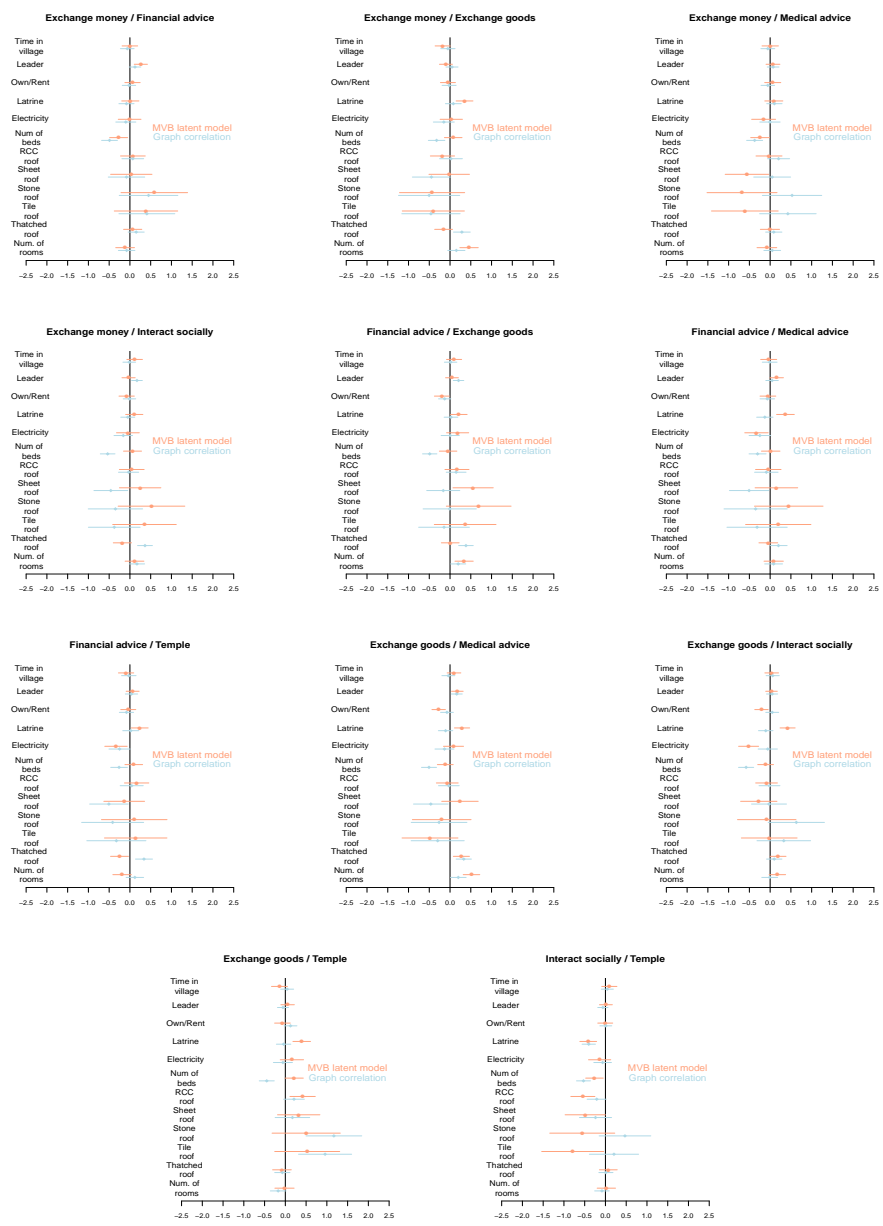 Exchange money / Financial advice
Time in
village
Leader
Own/Rent
Latrine
Electricity
Num of
beds
RCC
roof
Sheet
roof
Stone
roof
Tile
roof
Thatched
roof
Num. of
rooms
MVB latent model
Graph correlation
−2.5 −2.0 −1.5 −1.0 −0.5 0.0 0.5 1.0 1.5 2.0 2.5
Exchange money / Exchange goods
Time in
village
Leader
Own/Rent
Latrine
Electricity
Num of
beds
RCC
roof
Sheet
roof
Stone
roof
Tile
roof
Thatched
roof
Num. of
rooms
MVB latent model
Graph correlation
−2.5 −2.0 −1.5 −1.0 −0.5 0.0 0.5 1.0 1.5 2.0 2.5
Exchange money / Medical advice
Time in
village
Leader
Own/Rent
Latrine
Electricity
Num of
beds
RCC
roof
Sheet
roof
Stone
roof
Tile
roof
Thatched
roof
Num. of
rooms
MVB latent model
Graph correlation
−2.5 −2.0 −1.5 −1.0 −0.5 0.0 0.5 1.0 1.5 2.0 2.5
Exchange money / Interact socially
Time in
village
Leader
Own/Rent
Latrine
Electricity
Num of
beds
RCC
roof
Sheet
roof
Stone
roof
Tile
roof
Thatched
roof
Num. of
rooms
MVB latent model
Graph correlation
−2.5 −2.0 −1.5 −1.0 −0.5 0.0 0.5 1.0 1.5 2.0 2.5
Financial advice / Exchange goods
Time in
village
Leader
Own/Rent
Latrine
Electricity
Num of
beds
RCC
roof
Sheet
roof
Stone
roof
Tile
roof
Thatched
roof
Num. of
rooms
MVB latent model
Graph correlation
−2.5 −2.0 −1.5 −1.0 −0.5 0.0 0.5 1.0 1.5 2.0 2.5
Financial advice / Medical advice
Time in
village
Leader
Own/Rent
Latrine
Electricity
Num of
beds
RCC
roof
Sheet
roof
Stone
roof
Tile
roof
Thatched
roof
Num. of
rooms
MVB latent model
Graph correlation
−2.5 −2.0 −1.5 −1.0 −0.5 0.0 0.5 1.0 1.5 2.0 2.5
Financial advice / Temple
Time in
village
Leader
Own/Rent
Latrine
Electricity
Num of
beds
RCC
roof
Sheet
roof
Stone
roof
Tile
roof
Thatched
roof
Num. of
rooms
MVB latent model
Graph correlation
−2.5 −2.0 −1.5 −1.0 −0.5 0.0 0.5 1.0 1.5 2.0 2.5
Exchange goods / Medical advice
Time in
village
Leader
Own/Rent
Latrine
Electricity
Num of
beds
RCC
roof
Sheet
roof
Stone
roof
Tile
roof
Thatched
roof
Num. of
rooms
MVB latent model
Graph correlation
−2.5 −2.0 −1.5 −1.0 −0.5 0.0 0.5 1.0 1.5 2.0 2.5
Exchange goods / Interact socially
Time in
village
Leader
Own/Rent
Latrine
Electricity
Num of
beds
RCC
roof
Sheet
roof
Stone
roof
Tile
roof
Thatched
roof
Num. of
rooms
MVB latent model
Graph correlation
−2.5 −2.0 −1.5 −1.0 −0.5 0.0 0.5 1.0 1.5 2.0 2.5
Exchange goods / Temple
Time in
village
Leader
Own/Rent
Latrine
Electricity
Num of
beds
RCC
roof
Sheet
roof
Stone
roof
Tile
roof
Thatched
roof
Num. of
rooms
MVB latent model
Graph correlation
−2.5 −2.0 −1.5 −1.0 −0.5 0.0 0.5 1.0 1.5 2.0 2.5
Interact socially / Temple
Time in
village
Leader
Own/Rent
Latrine
Electricity
Num of
beds
RCC
roof
Sheet
roof
Stone
roof
Tile
roof
Thatched
roof
Num. of
rooms
MVB latent model
Graph correlation
−2.5 −2.0 −1.5 −1.0 −0.5 0.0 0.5 1.0 1.5 2.0 2.5